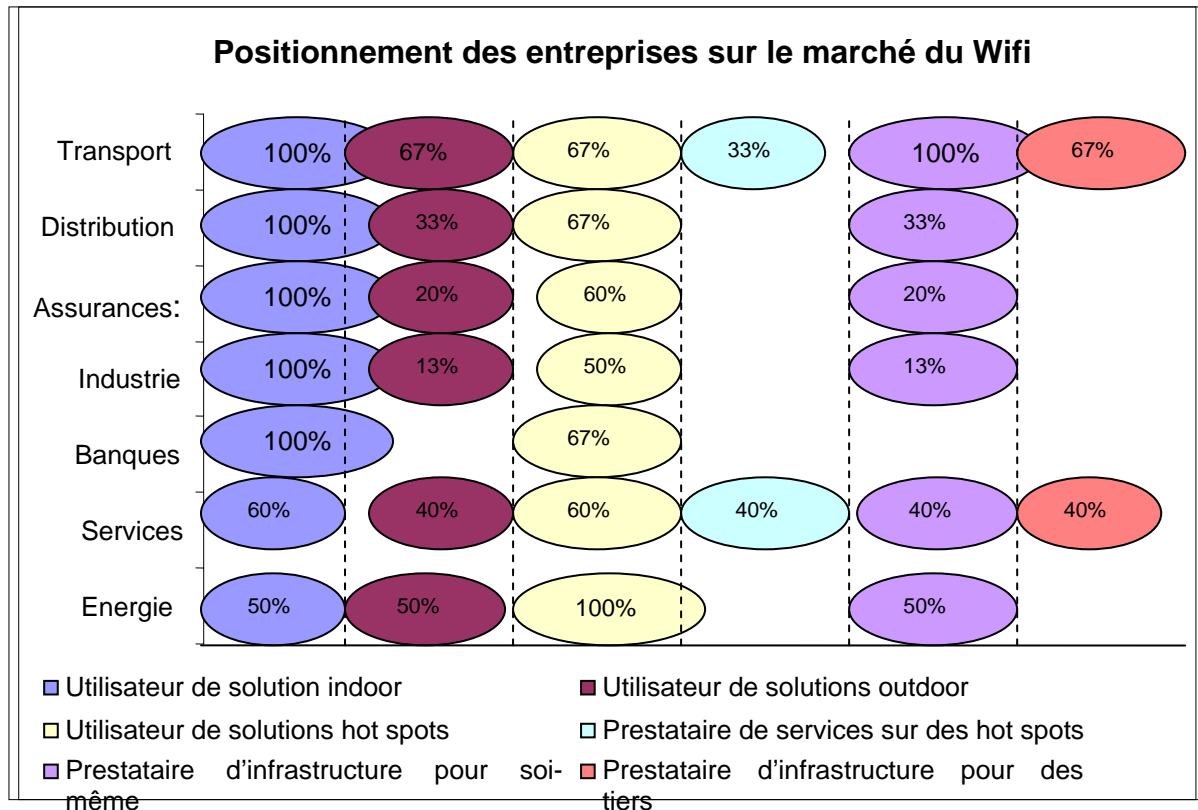 Positionnement des entreprises sur le marché du Wifi
Transport 100% 67% 67% 33% 100% 67%
Distribution 100% 33% 67% 33%
Assurances: 100% 20% 60% 20%
Industrie 100% 13% 50% 13%
Banques 100% 67%
Services 60% 40% 60% 40% 40% 40%
Energie 50% 50% 100% 50%
Utilisateur de solution indoor
Utilisateur de solutions outdoor
Utilisateur de solutions hot spots
Prestataire de services sur des hot spots
Prestataire d'infrastructure pour soi-
même
Prestataire d'infrastructure pour des
tiers